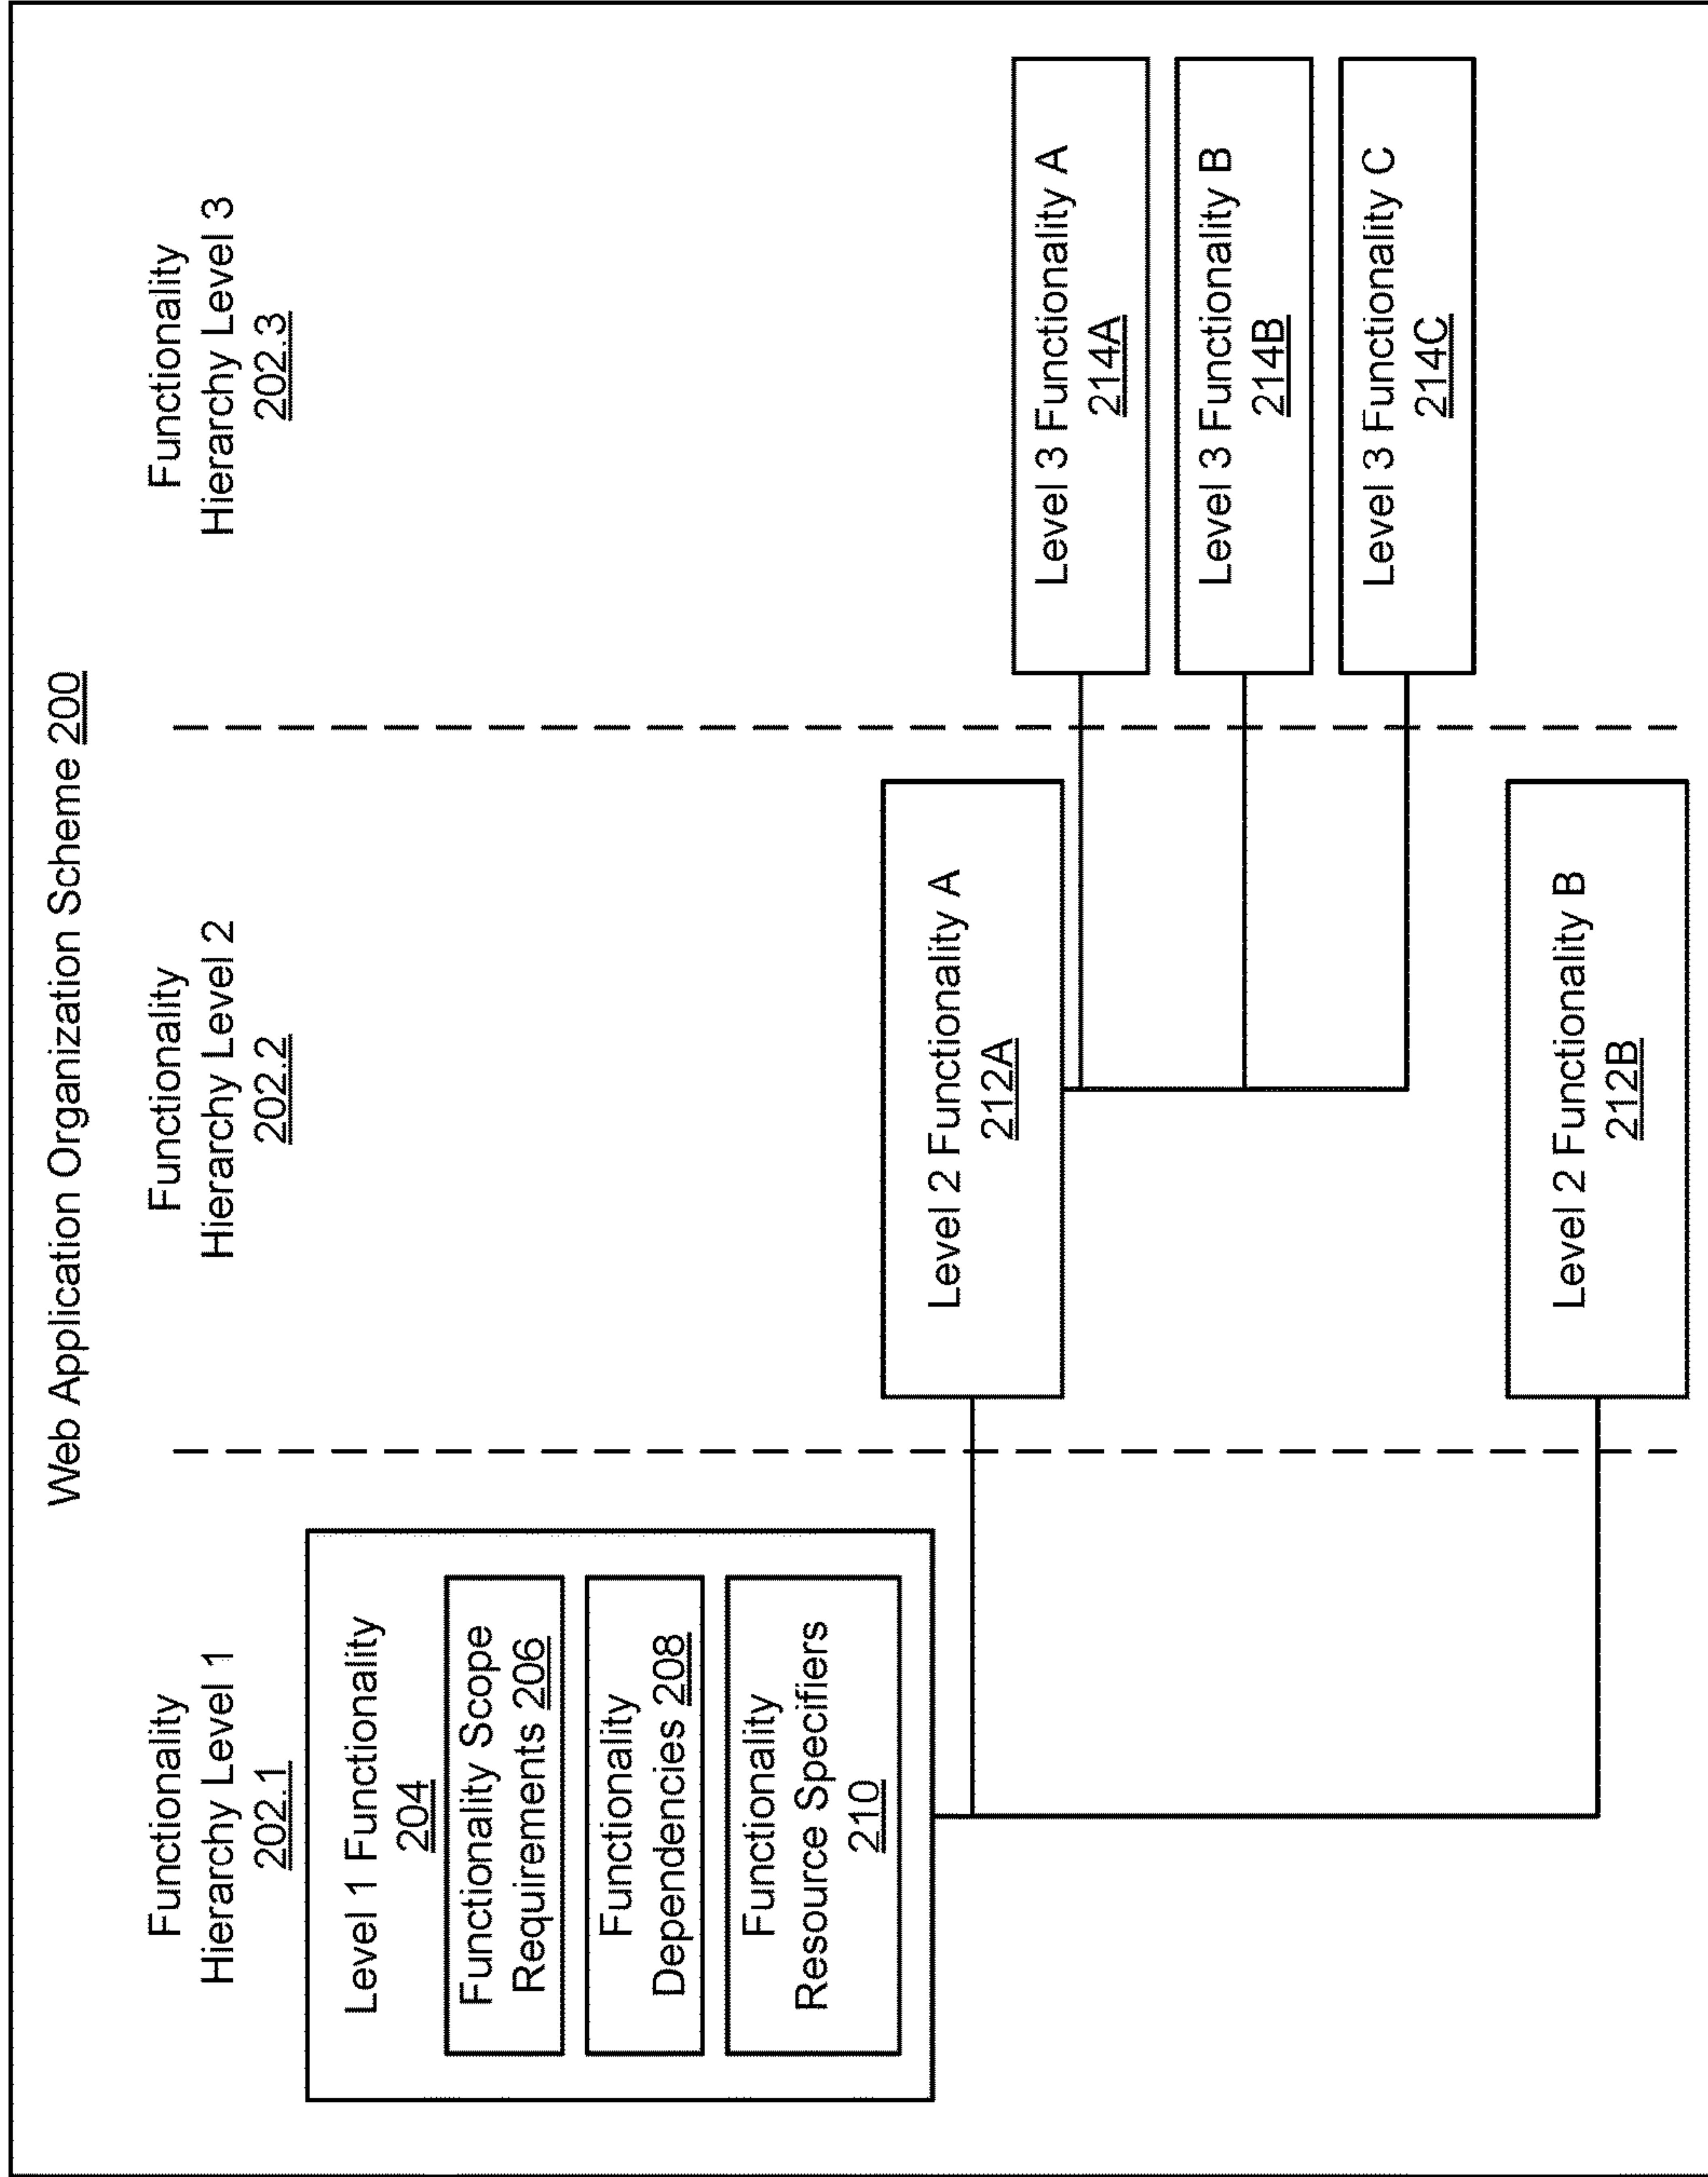 Web Application Organization Scheme 200
Functionality
Hierarchy Level 1
202.1
Functionality
Hierarchy Level 2
202.2
Functionality
Hierarchy Level 3
202.3
Level 1 Functionality
204
Functionality Scope
Requirements 206
Functionality
Dependencies 208
Functionality
Resource Specifiers
210
Level 2 Functionality A
212A
Level 2 Functionality B
212B
Level 3 Functionality A
214A
Level 3 Functionality B
214B
Level 3 Functionality C
214C